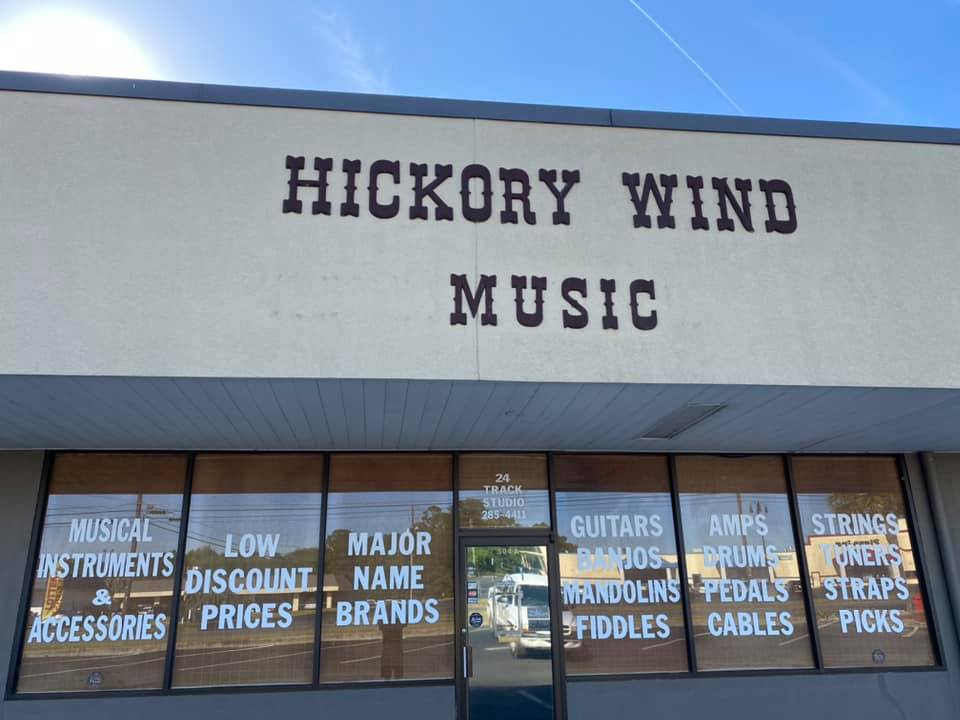 HICKORY WIND
MUSIC
MUSICAL
INSTRUMENTS
&
ACCESSORIES
LOW
DISCOUNT
PRICES
MAJOR
NAME
BRANDS
24
TRACK
STUDIO
285-4411
GUITARS
BANJOS
MANDOLINS
FIDDLES
AMPS
DRUMS
PEDALS
CABLES
STRINGS
TUNERS
STRAPS
PICKS